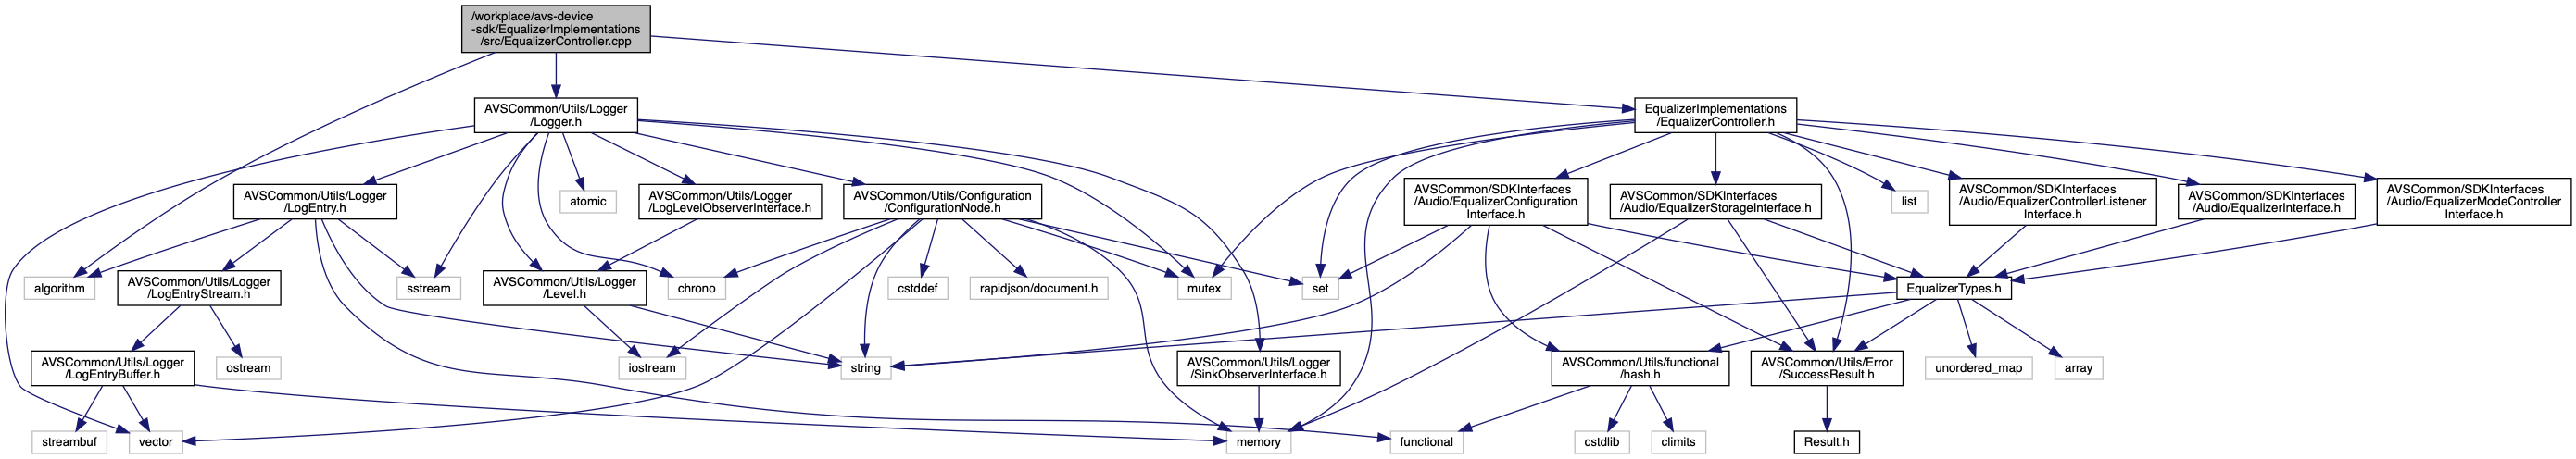 /workplace/avs-device
-sdk/EqualizerImplementations
/src/EqualizerController.cpp
AVSCommon/Utils/Logger
/Logger.h
EqualizerImplementations
/EqualizerController.h
AVSCommon/Utils/Logger
/LogEntry.h
atomic
AVSCommon/Utils/Logger
/LogLevelObserverInterface.h
AVSCommon/Utils/Configuration
/ConfigurationNode.h
AVSCommon/SDKInterfaces
/Audio/EqualizerConfiguration
Interface.h
AVSCommon/SDKInterfaces
/Audio/EqualizerStorageInterface.h
list
AVSCommon/SDKInterfaces
/Audio/EqualizerControllerListener
Interface.h
AVSCommon/SDKInterfaces
/Audio/EqualizerInterface.h
AVSCommon/SDKInterfaces
/Audio/EqualizerModeController
Interface.h
algorithm
AVSCommon/Utils/Logger
/LogEntryStream.h
sstream
AVSCommon/Utils/Logger
/Level.h
chrono
cstddef
rapidjson/document.h
mutex
set
EqualizerTypes.h
AVSCommon/Utils/Logger
/LogEntryBuffer.h
ostream
iostream
string
AVSCommon/Utils/Logger
/SinkObserverInterface.h
AVSCommon/Utils/functional
/hash.h
AVSCommon/Utils/Error
/SuccessResult.h
unordered_map
array
streambuf
vector
memory
functional
cstdlib
climits
Result.h